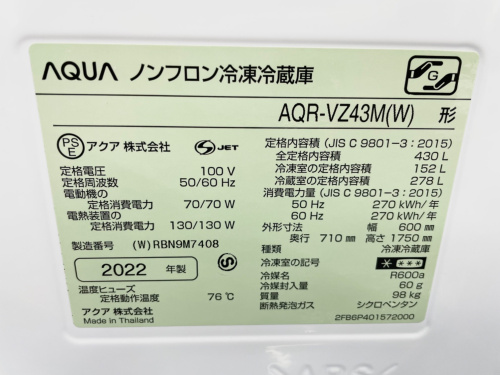 AQUA ノンフロン冷凍冷蔵庫
G
AQR-VZ43M(W) 形
PS E アクア 株式会社 S JET
定格電圧 100 V
定格周波数 50/60 Hz
電動機の
定格消費電力 70/70 W
電熱装置の
定格消費電力 130/130 W
製造番号 (W) RBN9M7408
2022 年製
温度ヒューズ
定格動作温度 76℃
アクア 株式会社
Made in Thailand
定格内容積 (JIS C 9801-3 : 2015)
全定格内容積 430 L
冷凍室の定格内容積 152 L
冷蔵室の定格内容積 278 L
消費電力量 (JIS C 9801-3 : 2015)
50 Hz 270 kWh/年
60 Hz 270 kWh/年
外形寸法 幅 600 mm
奥行 710 mm 高さ 1750 mm
種類 冷凍冷蔵庫
冷凍室の記号 * ***
冷媒 R600a
冷媒封入量 60 g
質量 98 kg
断熱発泡ガス シクロペンタン
2FB6P401572000